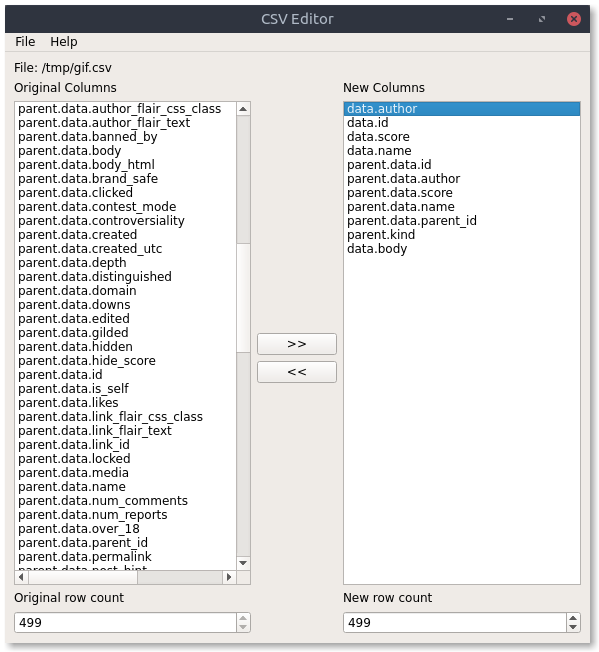 CSV Editor
File Help
File: /tmp/gif.csv
Original Columns
parent.data.author_flair_css_class
parent.data.author_flair_text
parent.data.banned_by
parent.data.body
parent.data.body_html
parent.data.brand_safe
parent.data.clicked
parent.data.contest_mode
parent.data.controversiality
parent.data.created
parent.data.created_utc
parent.data.depth
parent.data.distinguished
parent.data.domain
parent.data.downs
parent.data.edited
parent.data.gilded
parent.data.hidden
parent.data.hide_score
parent.data.id
parent.data.is_self
parent.data.likes
parent.data.link_flair_css_class
parent.data.link_flair_text
parent.data.link_id
parent.data.locked
parent.data.media
parent.data.name
parent.data.num_comments
parent.data.num_reports
parent.data.over_18
parent.data.parent_id
parent.data.permalink
parent.data.post_hint
Original row count
499
>>
<<
New Columns
data.author
data.id
data.score
data.name
parent.data.id
parent.data.author
parent.data.score
parent.data.name
parent.data.parent_id
parent.kind
data.body
New row count
499